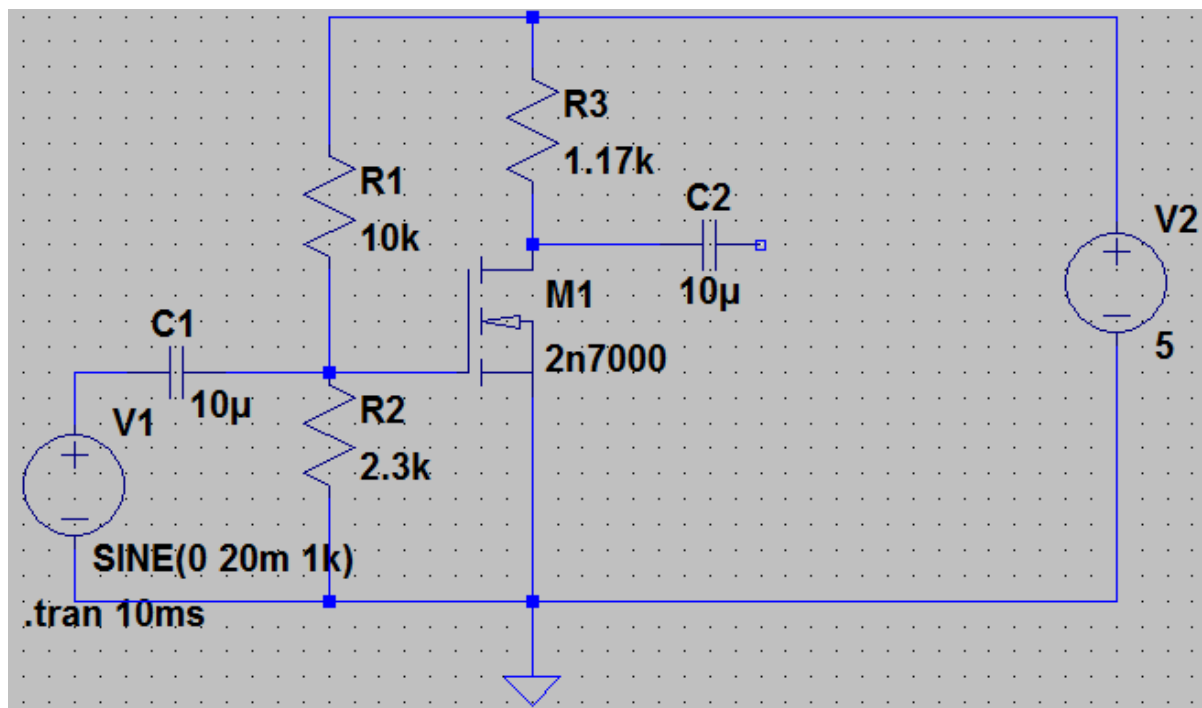 R3
1.17k
R1
10k
C2
10µ
V2
5
M1
2n7000
C1
10µ
R2
2.3k
V1
SINE(0 20m 1k)
.tran 10ms